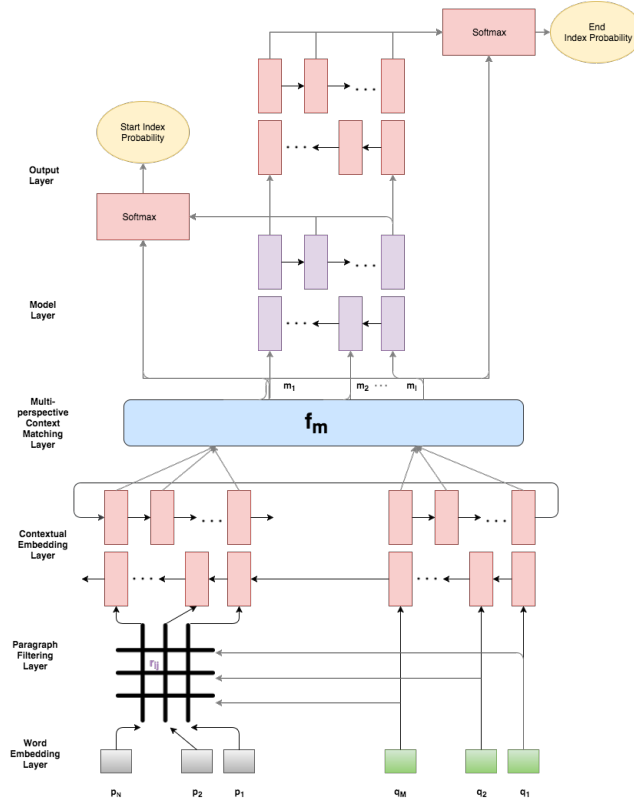 End
Index Probability
Softmax
Start Index
Probability
Output
Layer
Softmax
Model
Layer
m1
m2
ml
Multi-
perspective
Context
Matching
Layer
fm
Contextual
Embedding
Layer
Paragraph
Filtering
Layer
rij
Word
Embedding
Layer
pN
p2
p1
qM
q2
q1